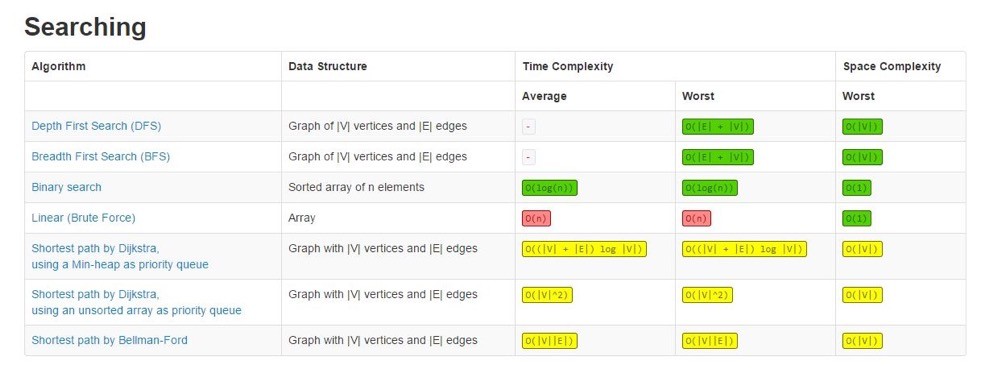 Searching
Algorithm Data Structure Time Complexity Space Complexity
Average Worst Worst
Depth First Search (DFS) Graph of |V| vertices and |E| edges - O(|E| + |V|) O(|V|)
Breadth First Search (BFS) Graph of |V| vertices and |E| edges - O(|E| + |V|) O(|V|)
Binary search Sorted array of n elements O(log(n)) O(log(n)) O(1)
Linear (Brute Force) Array O(n) O(n) O(1)
Shortest path by Dijkstra, Graph with |V| vertices and |E| edges O((|V| + |E|) log |V|) O((|V| + |E|) log |V|) O(|V|)
using a Min-heap as priority queue
Shortest path by Dijkstra, Graph with |V| vertices and |E| edges O(|V|^2) O(|V|^2) O(|V|)
using an unsorted array as priority queue
Shortest path by Bellman-Ford Graph with |V| vertices and |E| edges O(|V||E|) O(|V||E|) O(|V|)